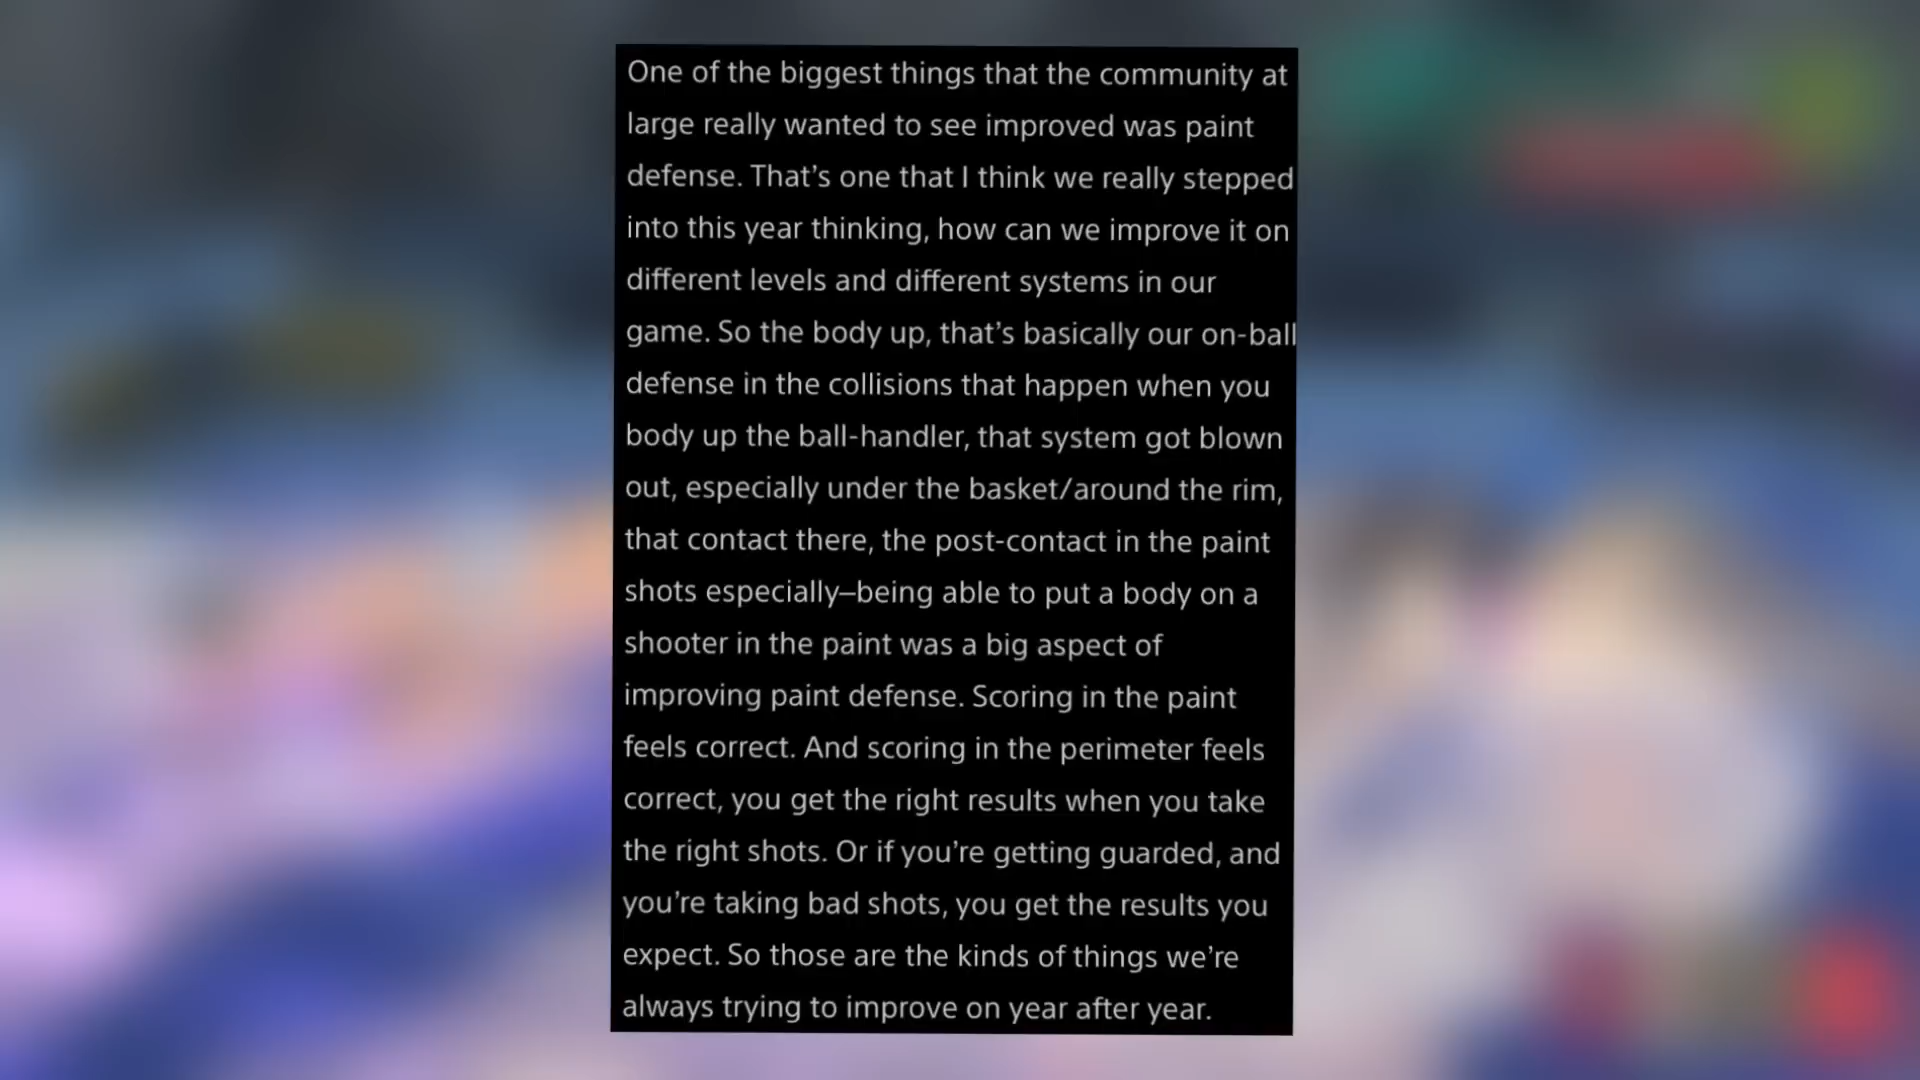 One of the biggest things that the community at
large really wanted to see improved was paint
defense. That’s one that I think we really stepped
into this year thinking, how can we improve it on
different levels and different systems in our
game. So the body up, that’s basically our on-ball
defense in the collisions that happen when you
body up the ball-handler, that system got blown
out, especially under the basket/around the rim,
that contact there, the post-contact in the paint
shots especially—being able to put a body on a
shooter in the paint was a big aspect of
improving paint defense. Scoring in the paint
feels correct. And scoring in the perimeter feels
correct, you get the right results when you take
the right shots. Or if you’re getting guarded, and
you’re taking bad shots, you get the results you
expect. So those are the kinds of things we’re
always trying to improve on year after year.